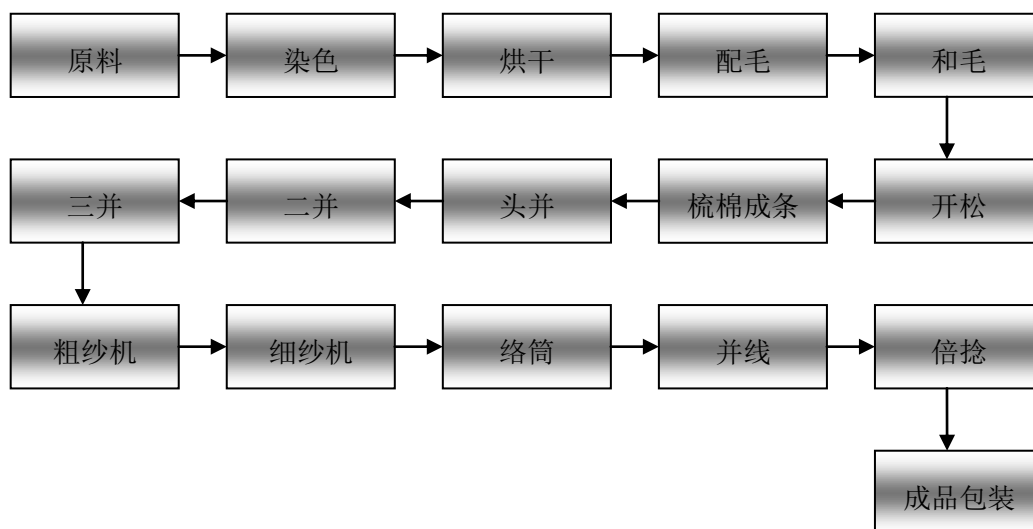 原料
染色
烘干
配毛
和毛
开松
梳棉成条
头并
二并
三并
粗纱机
细纱机
络筒
并线
倍捻
成品包装